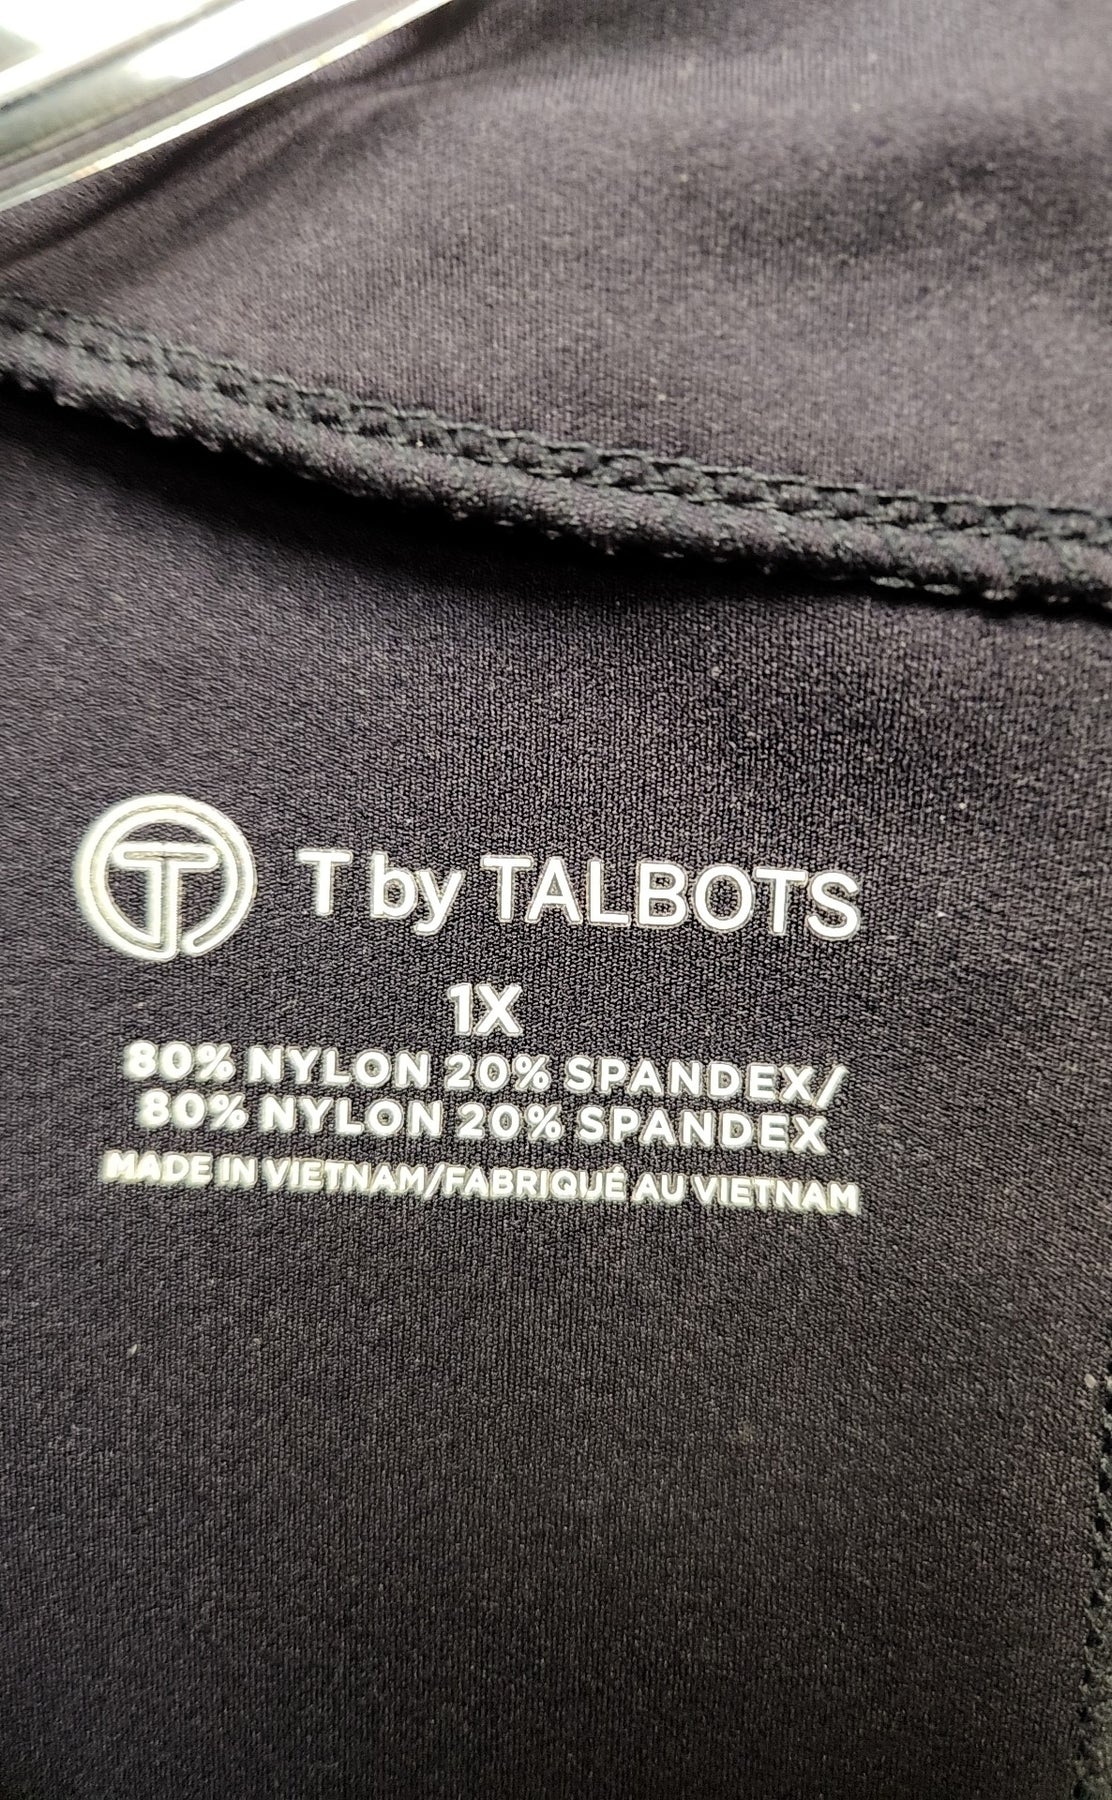 T by TALBOTS
1X
80% NYLON 20% SPANDEX/
80% NYLON 20% SPANDEX
MADE IN VIETNAM/FABRIQUÉ AU VIETNAM